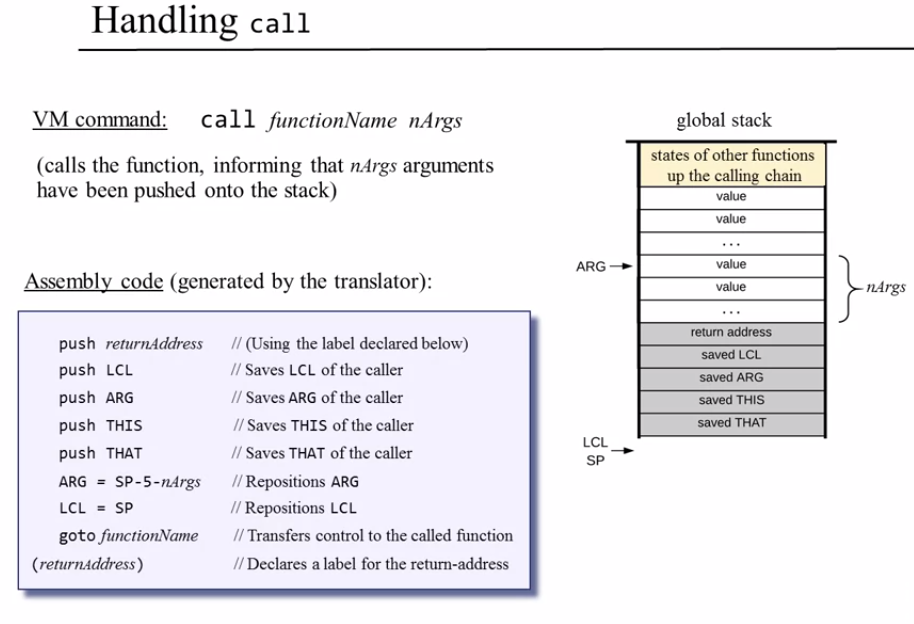 Handling call
VM command: call functionName nArgs
(calls the function, informing that nArgs arguments
have been pushed onto the stack)
Assembly code (generated by the translator):
push returnAddress // (Using the label declared below)
push LCL // Saves LCL of the caller
push ARG // Saves ARG of the caller
push THIS // Saves THIS of the caller
push THAT // Saves THAT of the caller
ARG = SP-5-nArgs // Repositions ARG
LCL = SP // Repositions LCL
goto functionName // Transfers control to the called function
(returnAddress) // Declares a label for the return-address
global stack
states of other functions
up the calling chain
value
value
...
ARG
value
value
...
nArgs
return address
saved LCL
saved ARG
saved THIS
saved THAT
LCL
SP